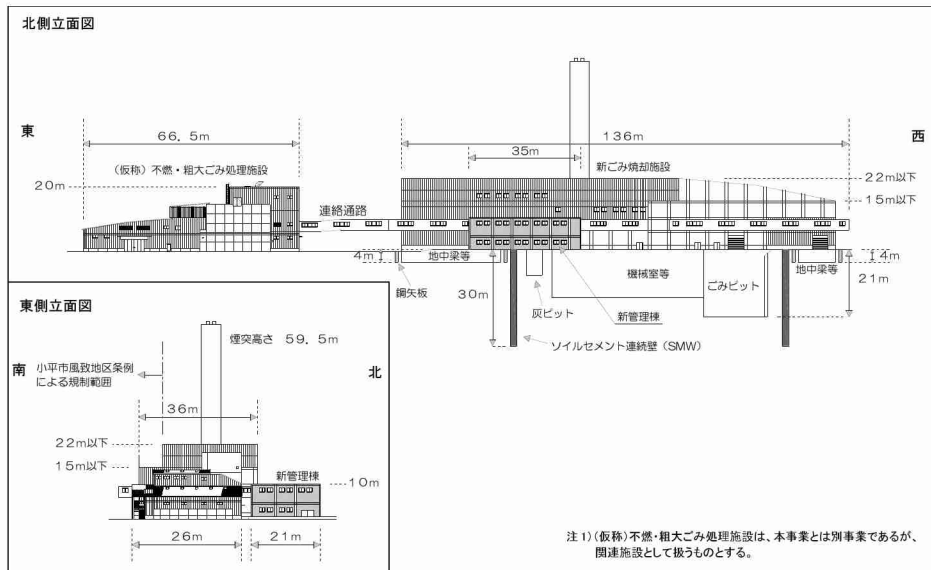 北側立面図
東
西
66．5m
136m
35m
（仮称）不燃・粗大ごみ処理施設
新ごみ焼却施設
20m
22m以下
15m以下
連絡通路
4m
地中梁等
鋼矢板
30m
灰ピット
機械室等
ごみピット
地中梁等
4m
21m
新管理棟
ソイルセメント連続壁（SMW）
東側立面図
煙突高さ　59．5m
南
北
小平市風致地区条例
による規制範囲
36m
22m以下
15m以下
新管理棟
10m
26m
21m
注1）（仮称）不燃・粗大ごみ処理施設は、本事業とは別事業であるが、
関連施設として扱うものとする。